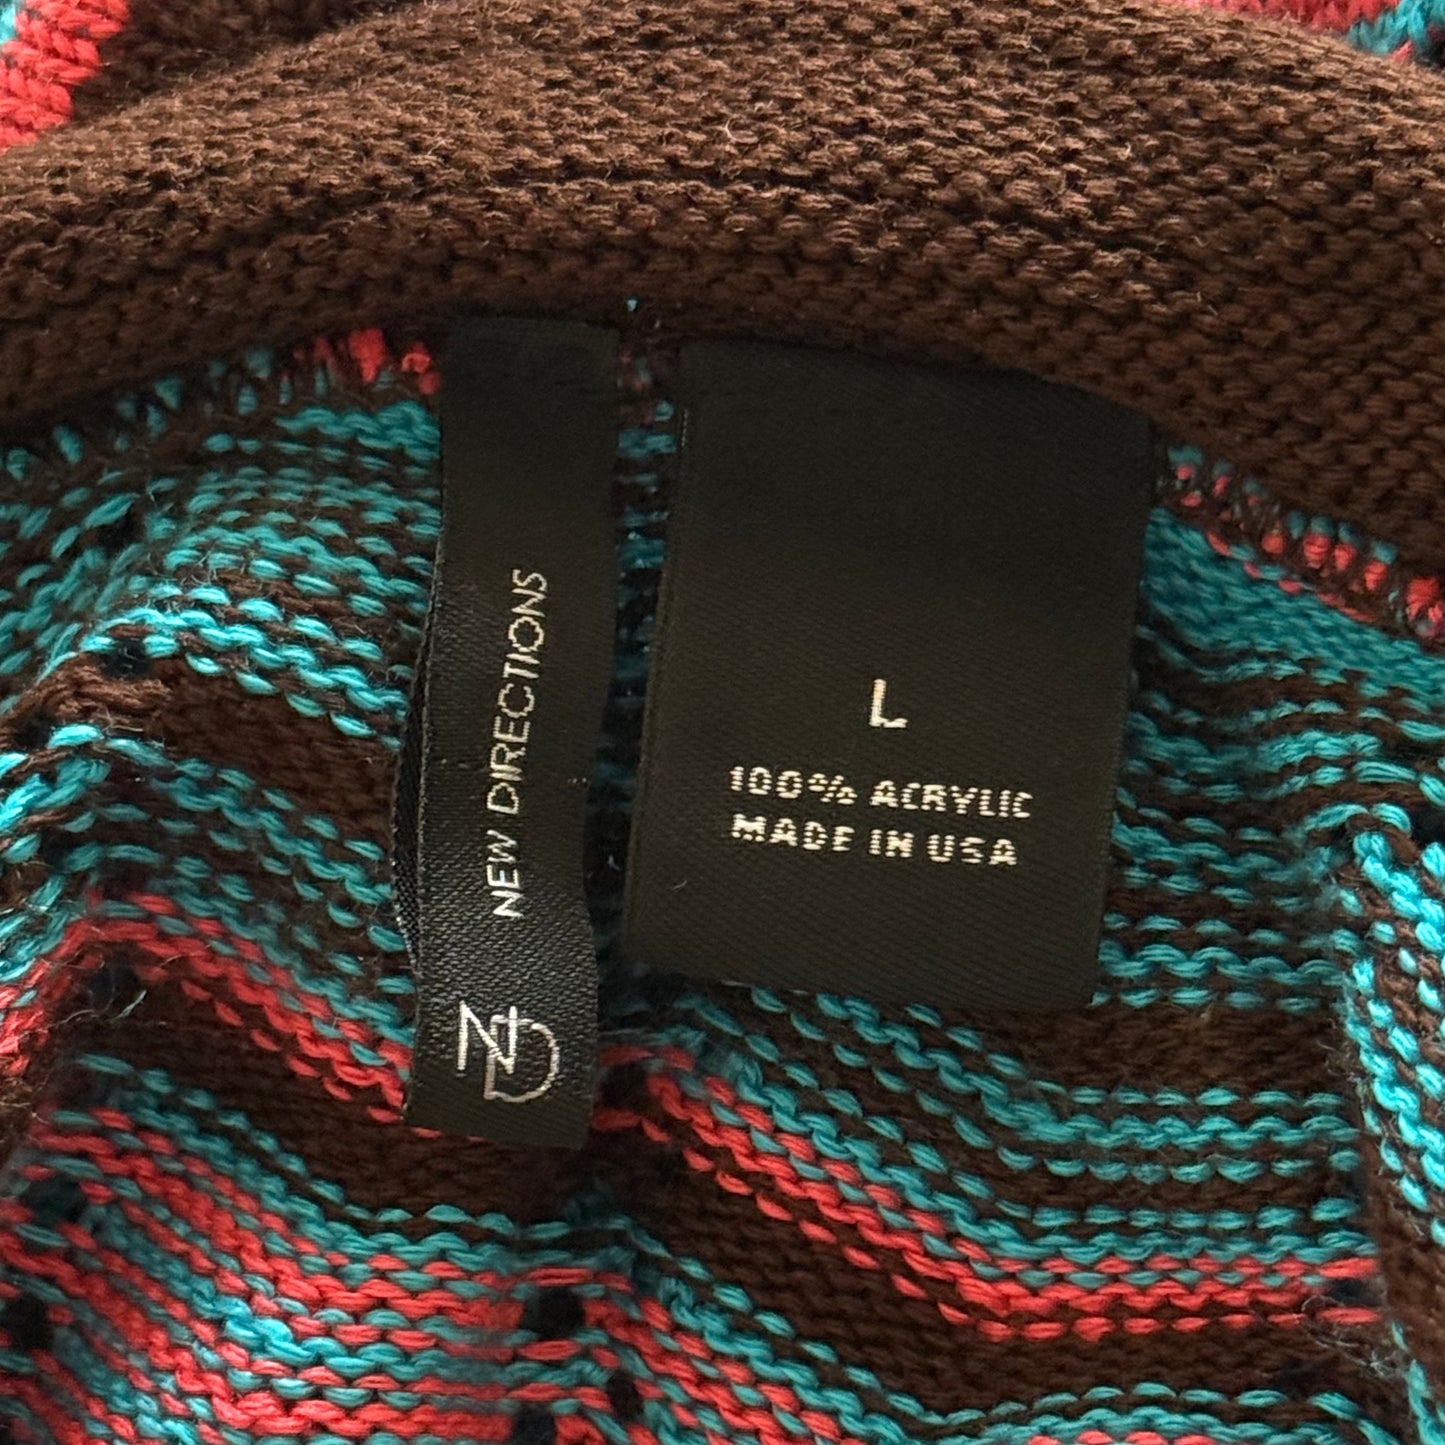 NEW DIRECTIONS
ND
L
100% ACRYLIC
MADE IN USA